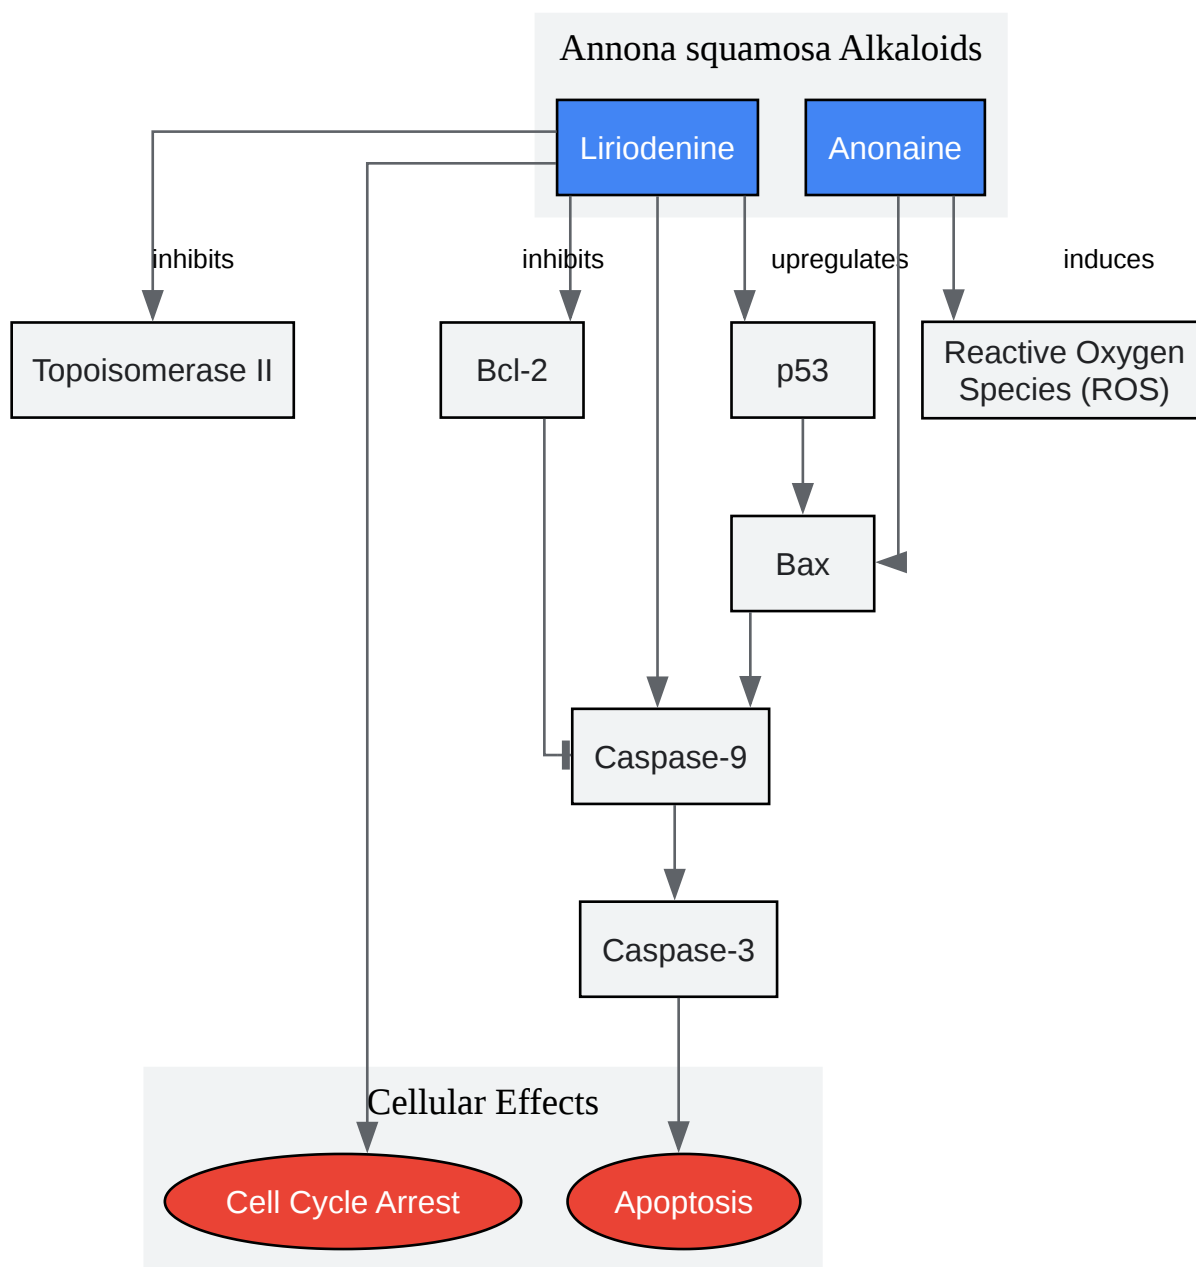 Annona squamosa Alkaloids
Liriodenine
Anonaine
inhibits
inhibits
upregulates
induces
Topoisomerase II
Bcl-2
p53
Reactive Oxygen
Species (ROS)
Bax
Caspase-9
Caspase-3
Cellular Effects
Cell Cycle Arrest
Apoptosis